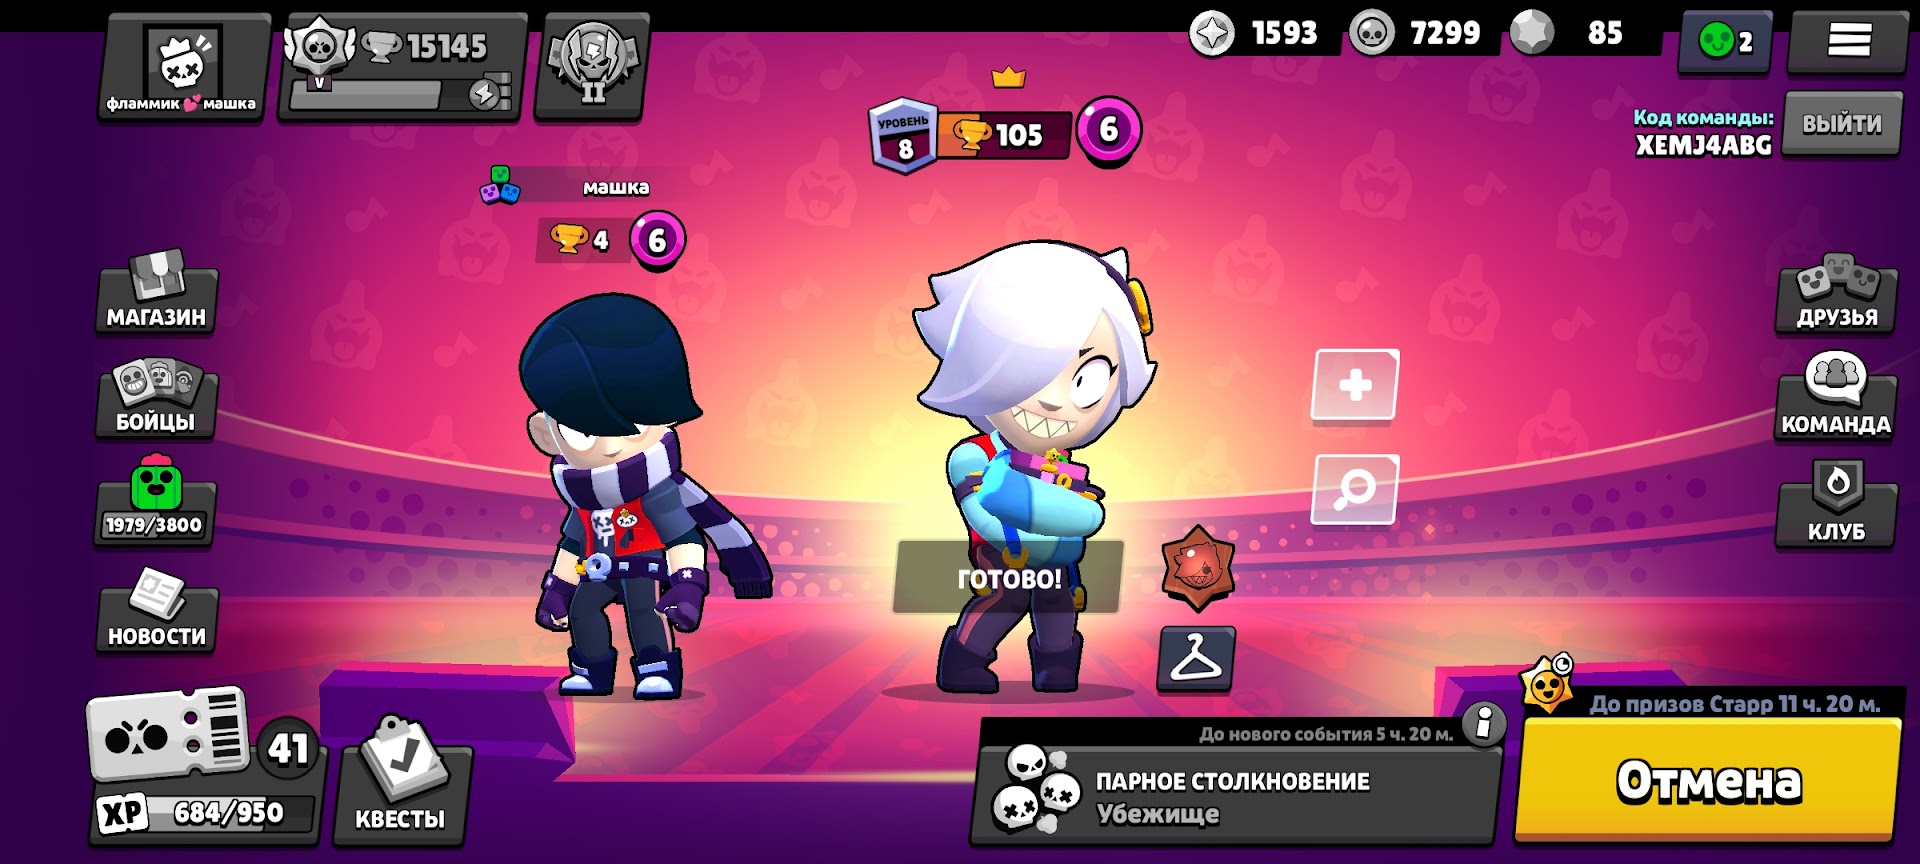 фламмик💕машка
V
15145
II
1593
7299
85
2
УРОВЕНЬ
8
105
6
Код команды:
XEMJ4ABG
ВЫЙТИ
машка
4
6
МАГАЗИН
БОЙЦЫ
1979/3800
НОВОСТИ
ДРУЗЬЯ
КОМАНДА
КЛУБ
ГОТОВО!
41
XP 684/950
КВЕСТЫ
До нового события 5 ч. 20 м.
i
ПАРНОЕ СТОЛКНОВЕНИЕ
Убежище
До призов Старр 11 ч. 20 м.
Отмена